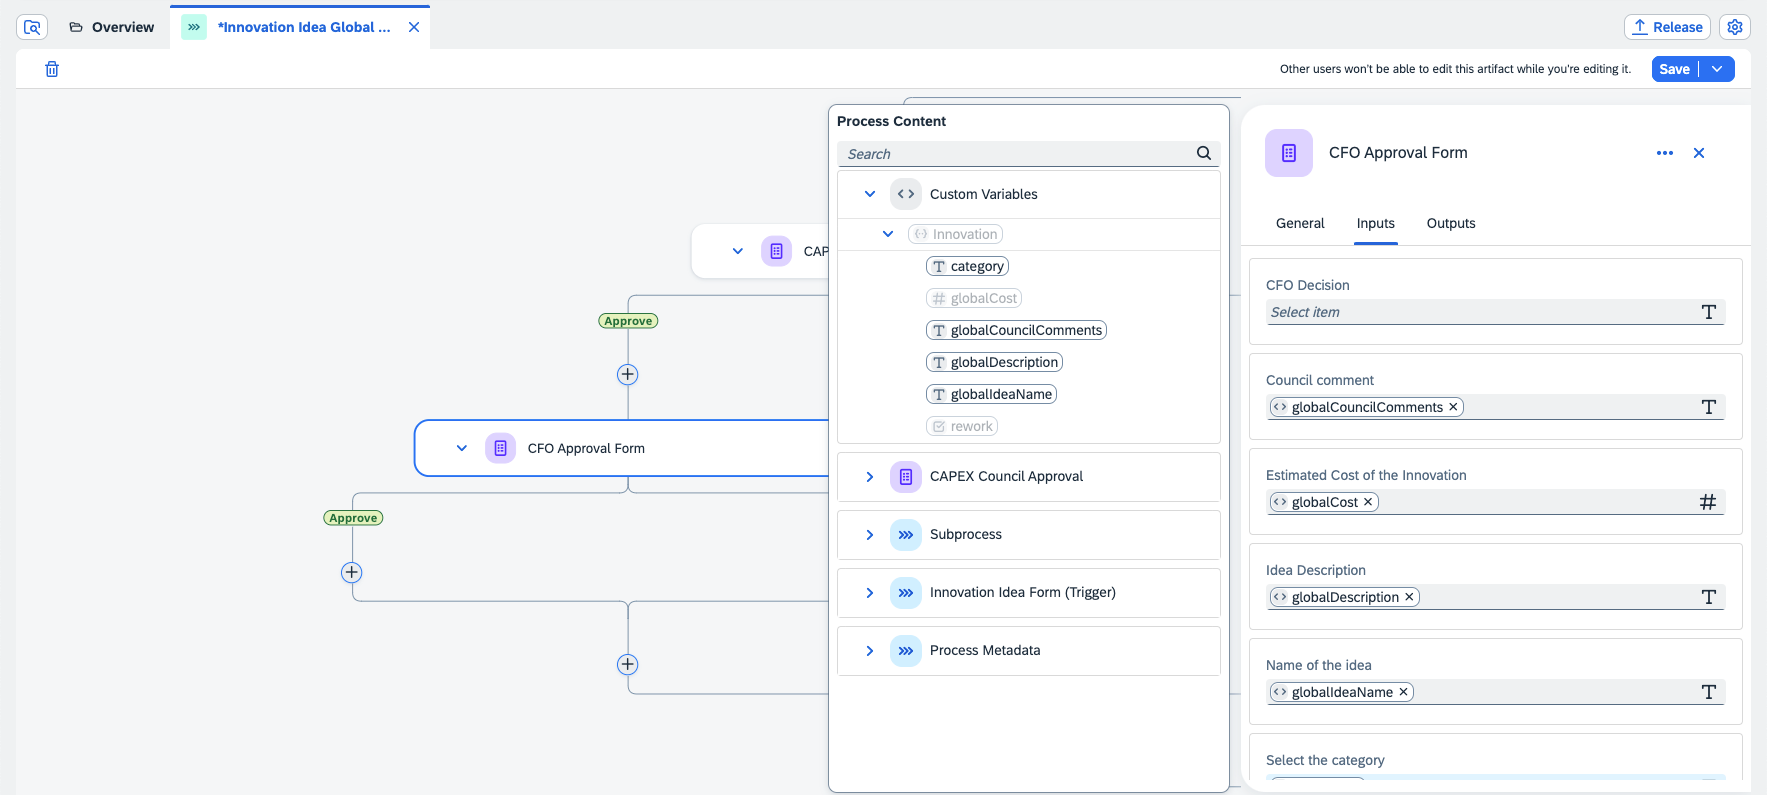 Overview
*Innovation Idea Global ...
Release
Other users won't be able to edit this artifact while you're editing it.
Save
Approve
CFO Approval Form
Approve
Process Content
Search
Custom Variables
Innovation
category
globalCost
globalCouncilComments
globalDescription
globalIdeaName
rework
CAPEX Council Approval
Subprocess
Innovation Idea Form (Trigger)
Process Metadata
CFO Approval Form
General
Inputs
Outputs
CFO Decision
Select item
Council comment
globalCouncilComments
Estimated Cost of the Innovation
globalCost
Idea Description
globalDescription
Name of the idea
globalIdeaName
Select the category